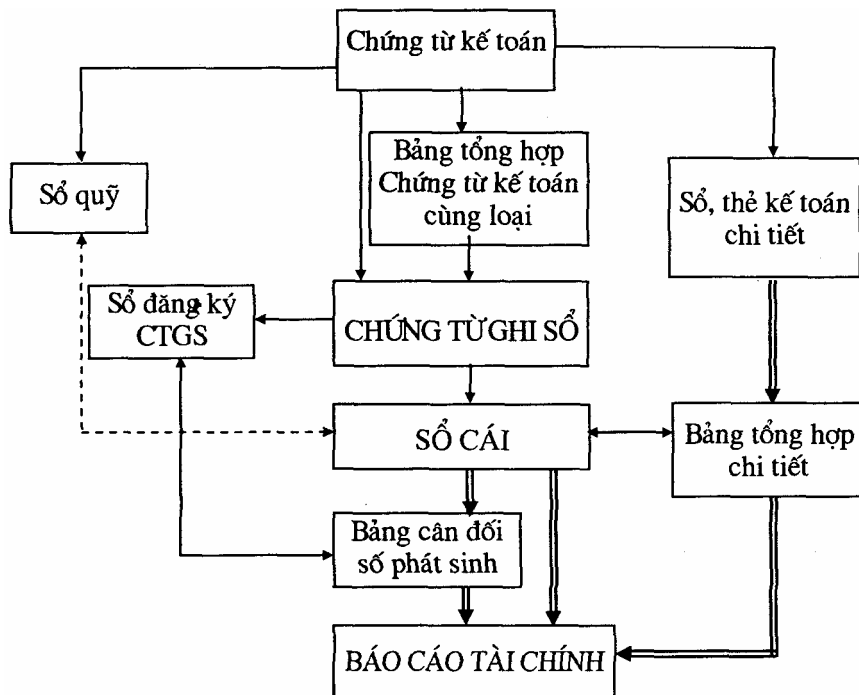 Chứng từ kế toán
Bảng tổng hợp
Chứng từ kế toán
cùng loại
Sổ quỹ
Sổ, thẻ kế toán
chi tiết
Sổ đăng ký
CTGS
CHỨNG TỪ GHI SỔ
SỔ CÁI
Bảng tổng hợp
chi tiết
Bảng cân đối
số phát sinh
BÁO CÁO TÀI CHÍNH